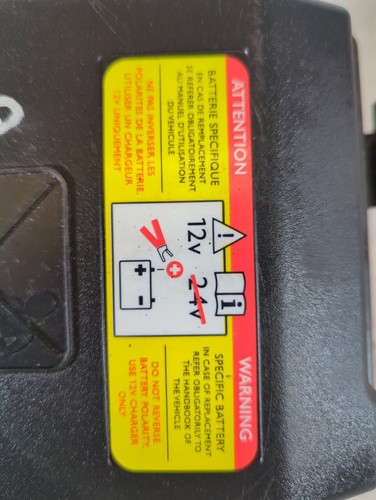 ATTENTION
BATTERIE SPECIFIQUE
EN CAS DE REMPLACEMENT
SE REFERER OBLIGATOIREMENT
AU MANUEL D'UTILISATION
DU VEHICULE
NE PAS INVERSER LES
POLARITES DE LA BATTERIE,
UTILISER UN CHARGEUR
12V UNIQUEMENT
12V 24V
WARNING
SPECIFIC BATTERY
IN CASE OF REPLACEMENT
REFER OBLIGATORILY TO
THE HANDBOOK OF
THE VEHICLE
DO NOT REVERSE
BATTERY POLARITY,
USE 12V CHARGER
ONLY